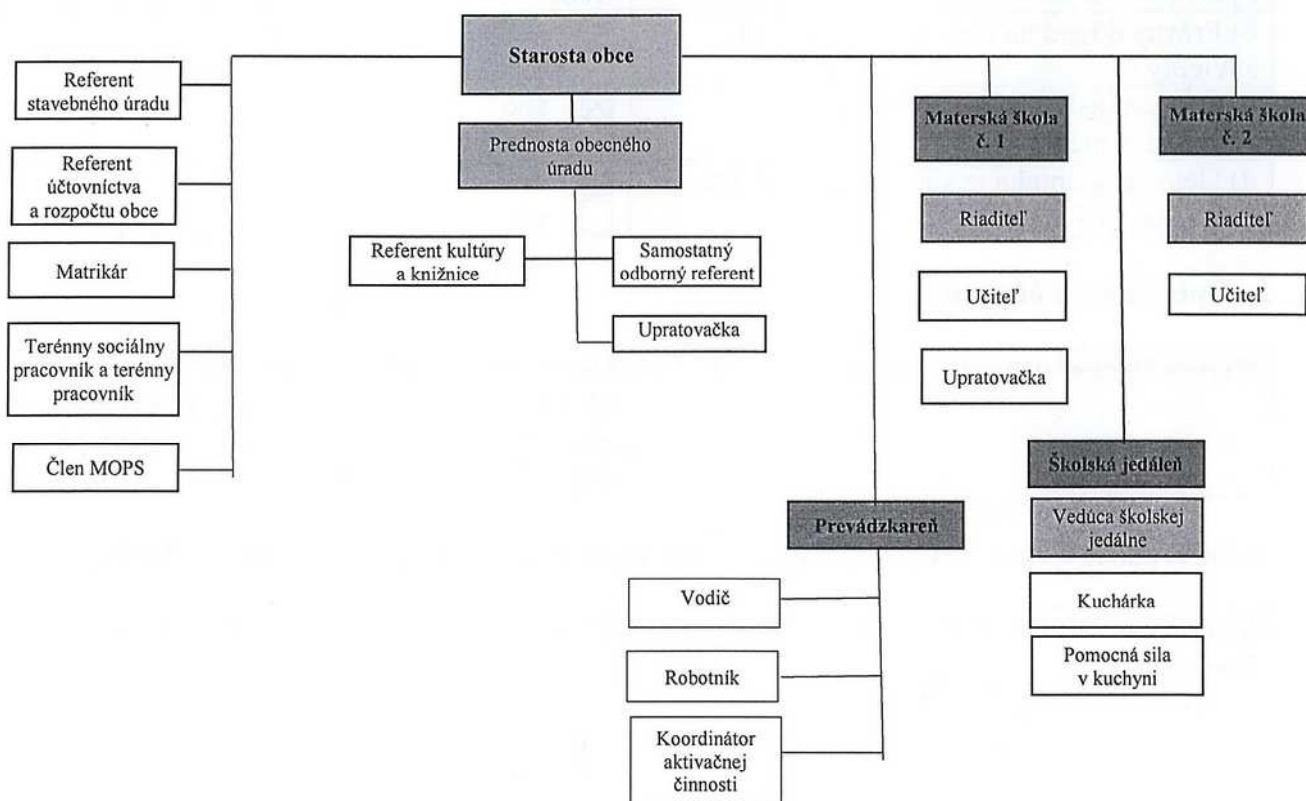 Starosta obce
Prednosta obecného
úradu
Referent
stavebného úradu
Referent
účtovníctva
a rozpočtu obce
Matrikár
Terénny sociálny
pracovník a terénny
pracovník
Člen MOPS
Referent kultúry
a knižnice
Samostatný
odborný referent
Upratovačka
Materská škola
č. 1
Riaditeľ
Učiteľ
Upratovačka
Materská škola
č. 2
Riaditeľ
Učiteľ
Školská jedáleň
Vedúca školskej
jedálne
Kuchárka
Pomocná sila
v kuchyni
Prevádzkareň
Vodič
Robotník
Koordinátor
aktivačnej
činnosti